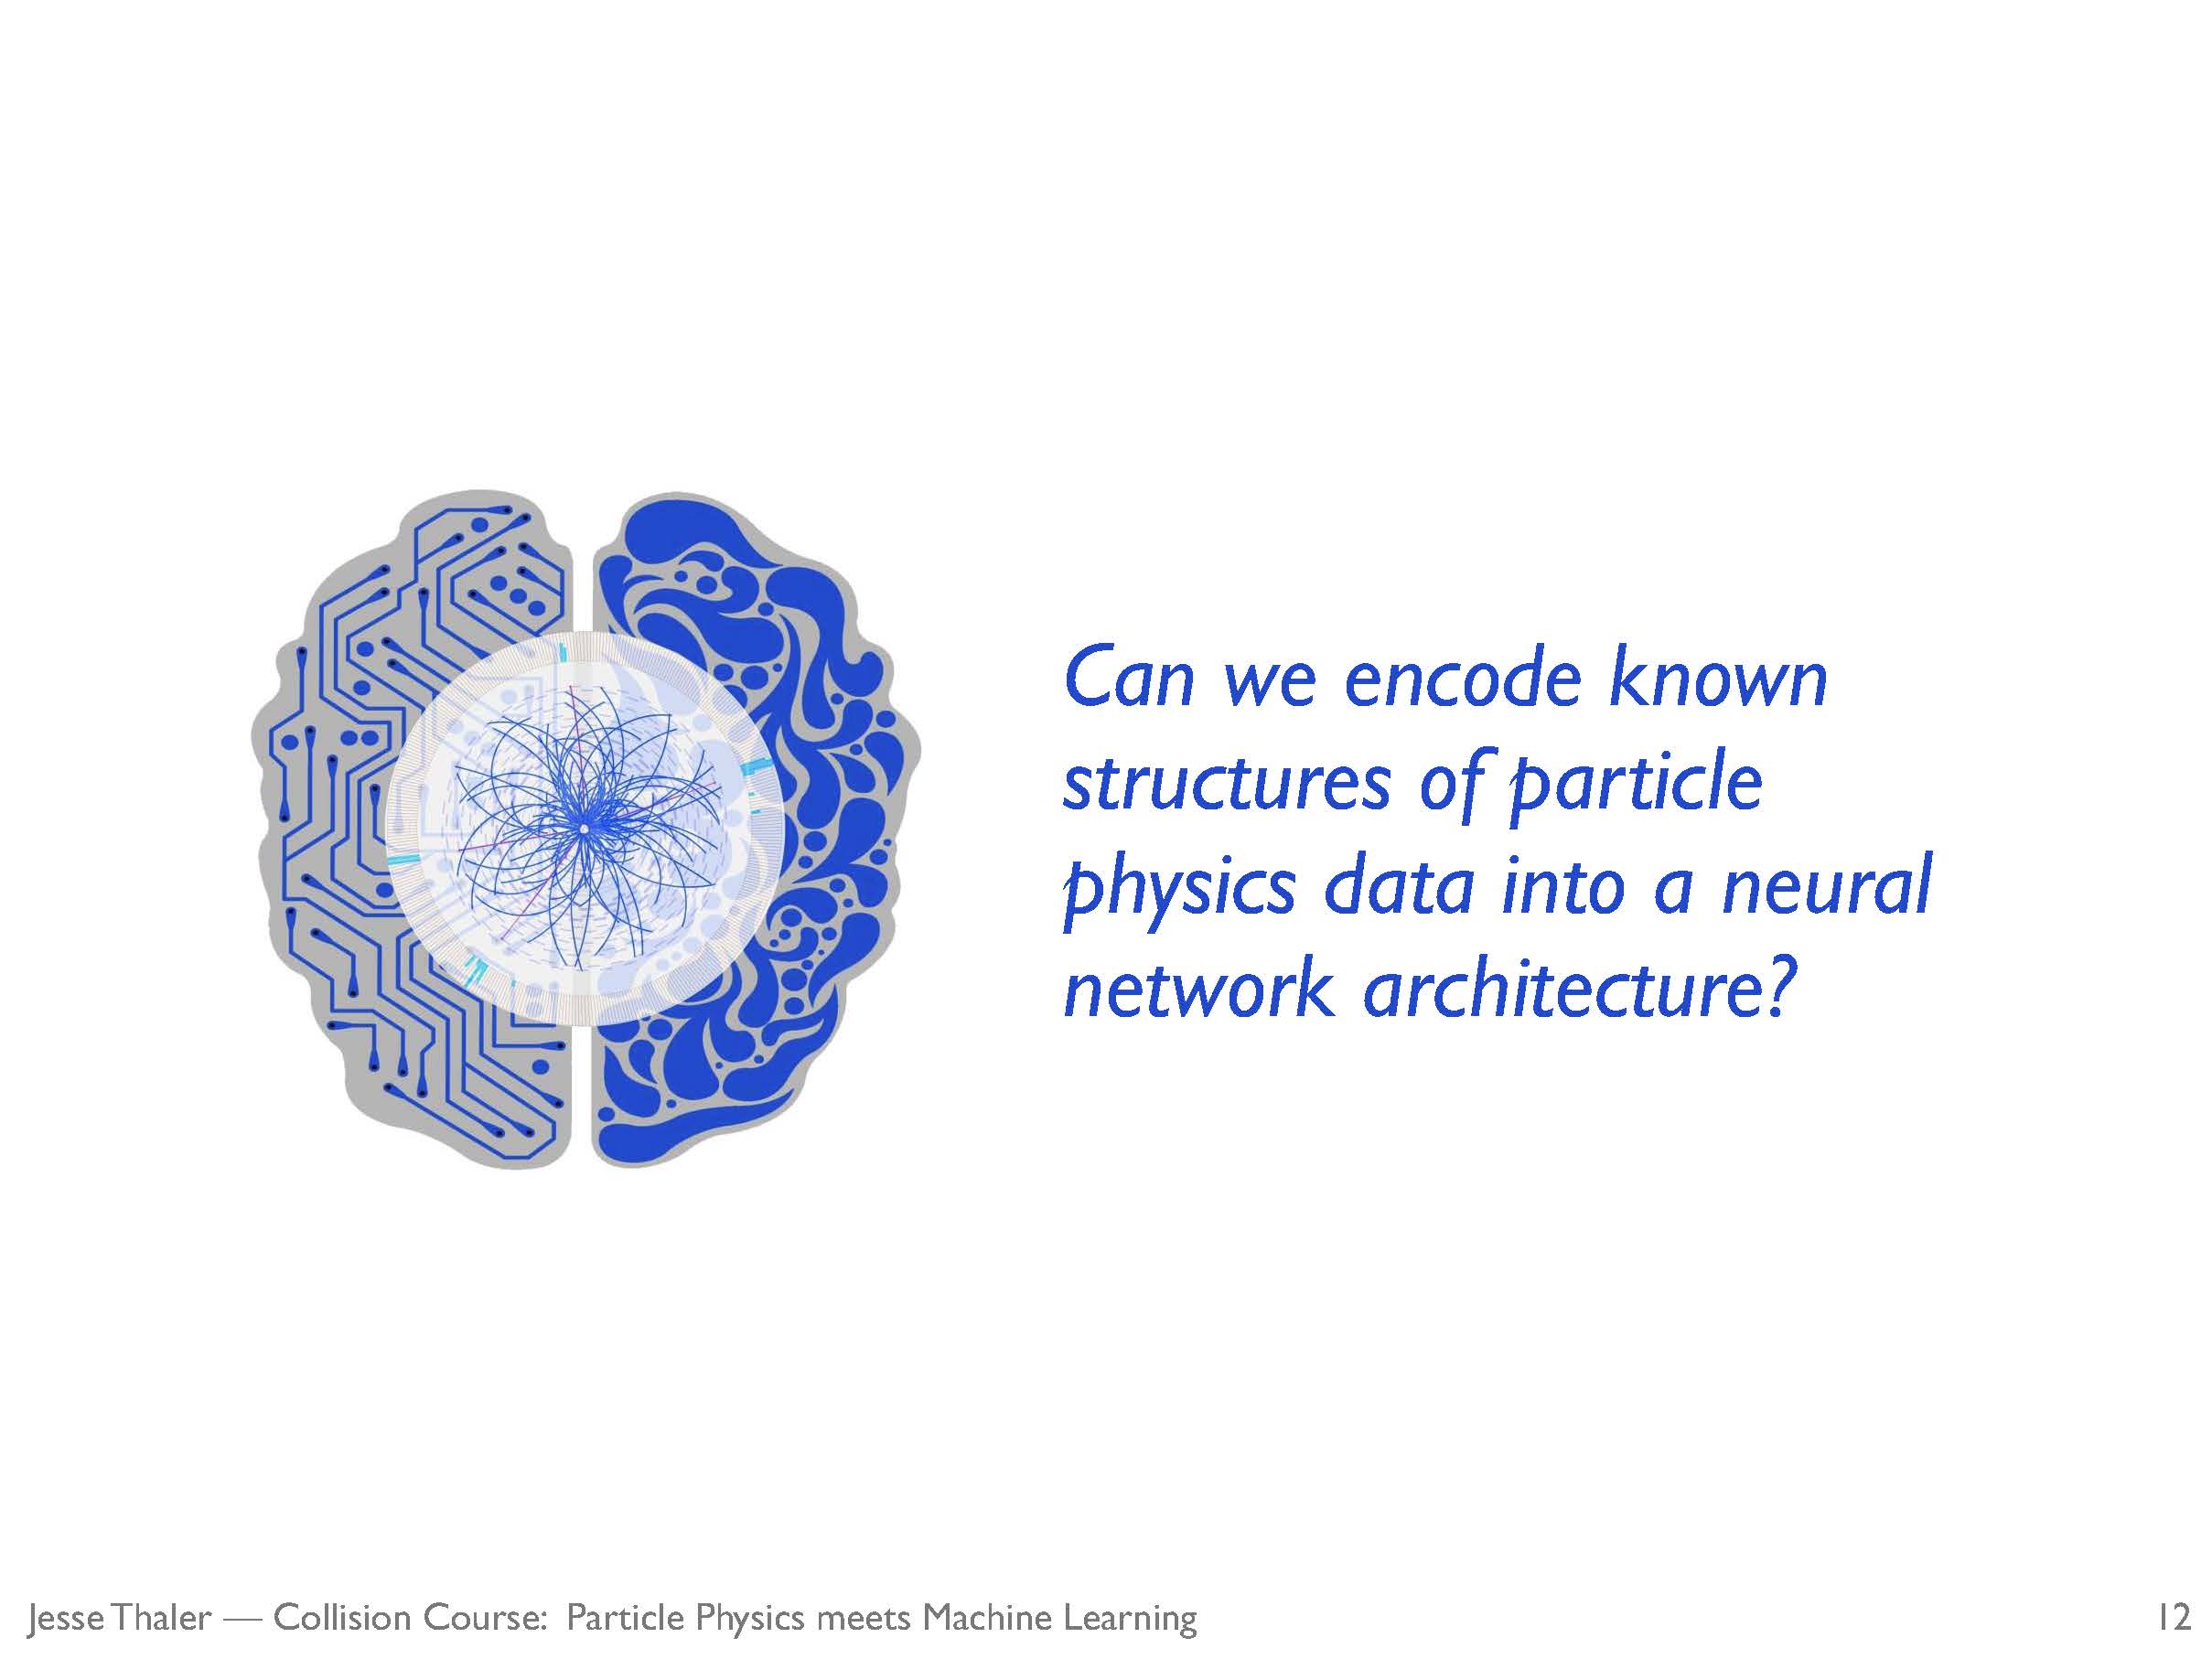 Can we encode known
structures of particle
physics data into a neural
network architecture?
Jesse Thaler — Collision Course: Particle Physics meets Machine Learning
12